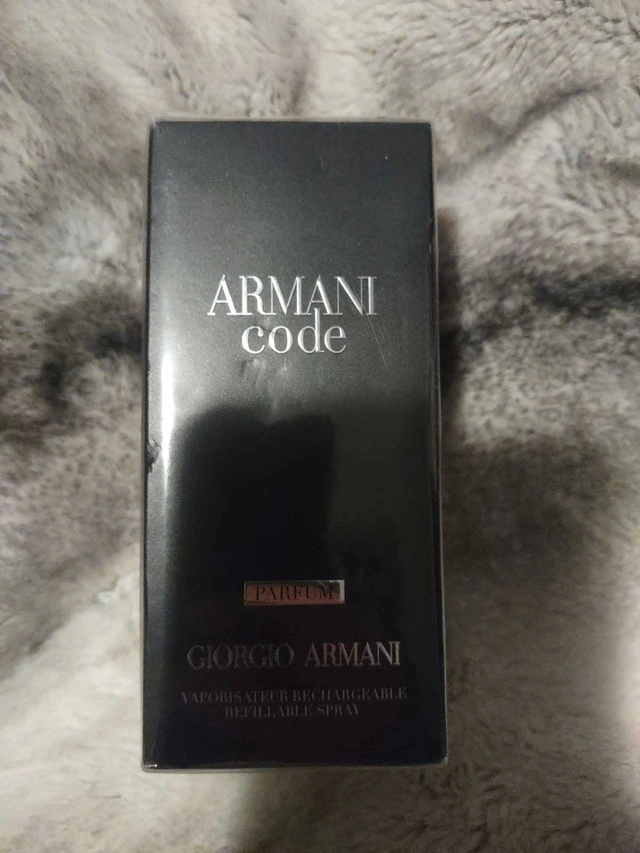 ARMANI
code
PARFUM
GIORGIO ARMANI
VAPORISATEUR RECHARGEABLE
REFILLABLE SPRAY